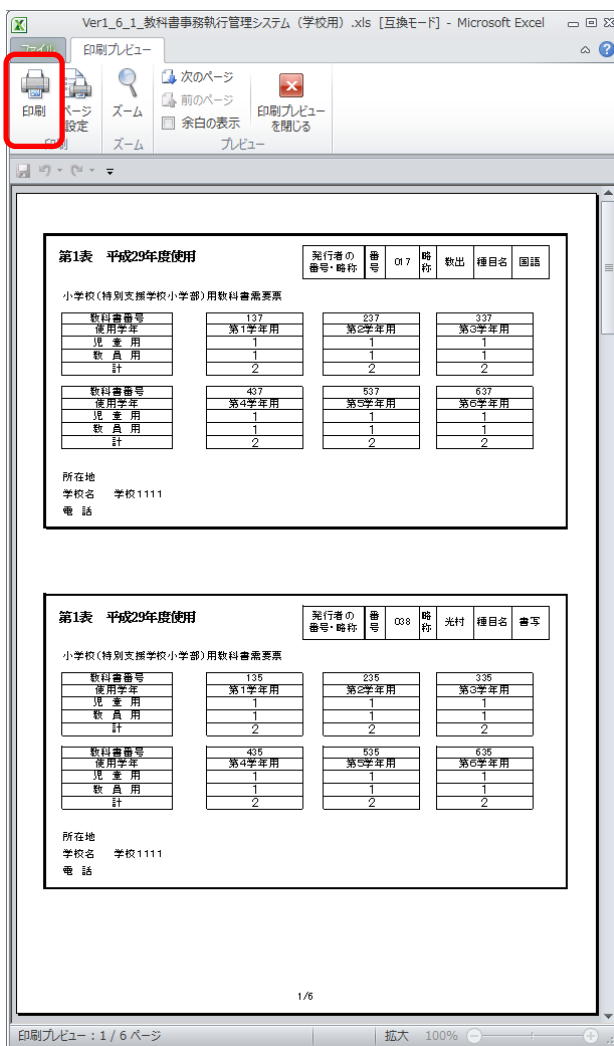 Ver1_6_1_教科書事務執行管理システム（学校用）.xls [互換モード] - Microsoft Excel
ファイル 印刷プレビュー
印刷 ページ設定 ズーム 次のページ 前のページ 余白の表示 印刷プレビューを閉じる
印刷 ズーム プレビュー
第1表 平成29年度使用 発行者の番号・略称 番号 017 略称 教出 種目名 国語
小学校(特別支援学校小学部)用教科書需要票
教科書番号 137 237 337
使用学年 第1学年用 第2学年用 第3学年用
児童用 1 1 1
教員用 1 1 1
計 2 2 2
教科書番号 437 537 637
使用学年 第4学年用 第5学年用 第6学年用
児童用 1 1 1
教員用 1 1 1
計 2 2 2
所在地
学校名 学校1111
電話
第1表 平成29年度使用 発行者の番号・略称 番号 038 略称 光村 種目名 書写
小学校(特別支援学校小学部)用教科書需要票
教科書番号 135 235 335
使用学年 第1学年用 第2学年用 第3学年用
児童用 1 1 1
教員用 1 1 1
計 2 2 2
教科書番号 435 535 635
使用学年 第4学年用 第5学年用 第6学年用
児童用 1 1 1
教員用 1 1 1
計 2 2 2
所在地
学校名 学校1111
電話
1/6
印刷プレビュー：1 / 6 ページ 拡大 100%